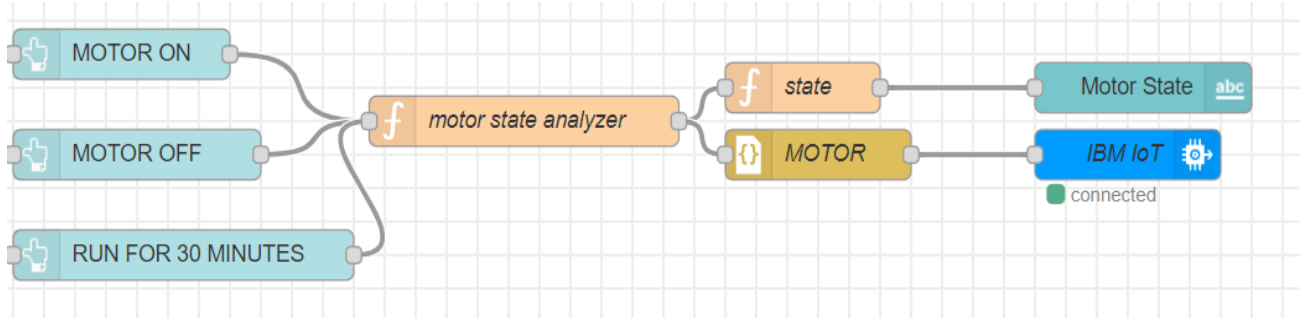 MOTOR ON
MOTOR OFF
RUN FOR 30 MINUTES
motor state analyzer
state
MOTOR
Motor State abc
IBM IoT
connected